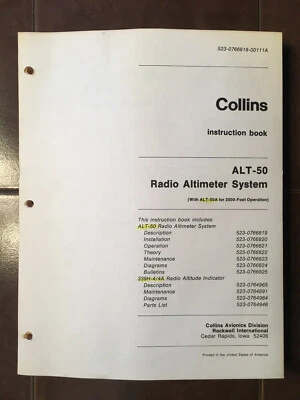 523-0766818-00111A
Collins
instruction book
ALT-50
Radio Altimeter System
(With ALT-50A for 2000-Foot Operation)
This instruction book includes:
ALT-50 Radio Altimeter System
Description 523-0766819
Installation 523-0766820
Operation 523-0766821
Theory 523-0766822
Maintenance 523-0766823
Diagrams 523-0766824
Bulletins 523-0766825
339H-4/4A Radio Altitude Indicator
Description 523-0764965
Maintenance 523-0764691
Diagrams 523-0764964
Parts List 523-0764946
Collins Avionics Division
Rockwell International
Cedar Rapids, Iowa 52406
Printed in the United States of America